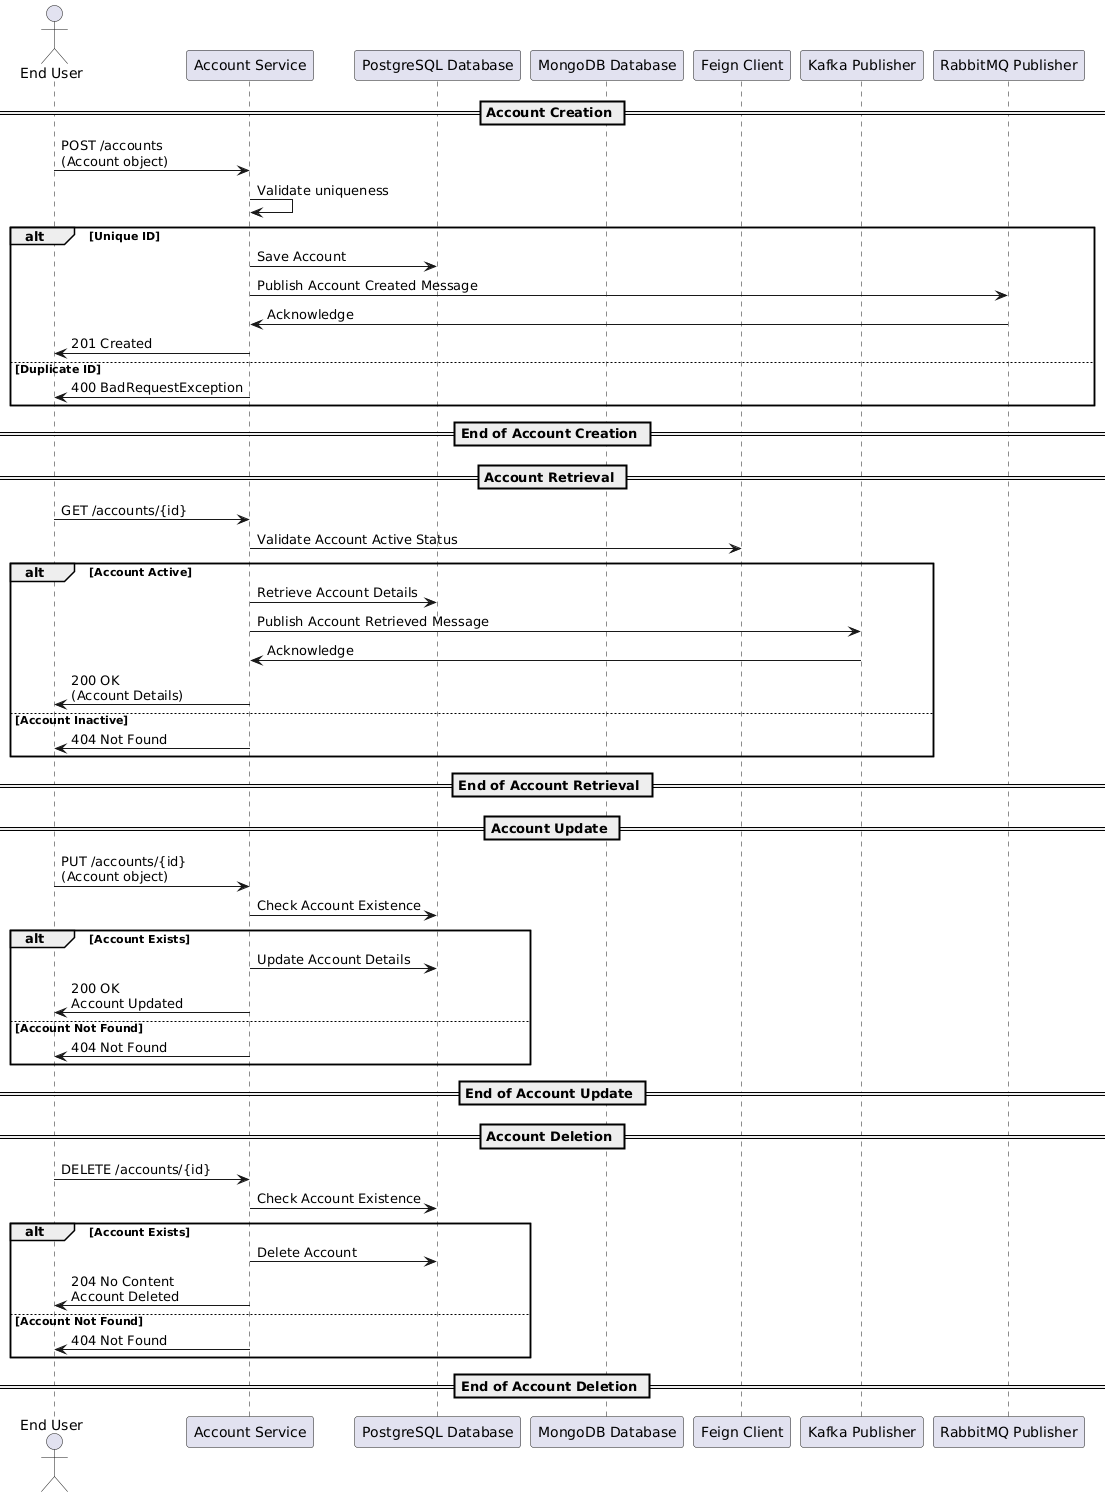 End User
Account Service
PostgreSQL Database
MongoDB Database
Feign Client
Kafka Publisher
RabbitMQ Publisher
Account Creation
POST /accounts
(Account object)
Validate uniqueness
alt
[Unique ID]
Save Account
Publish Account Created Message
Acknowledge
201 Created
[Duplicate ID]
400 BadRequestException
End of Account Creation
Account Retrieval
GET /accounts/{id}
Validate Account Active Status
alt
[Account Active]
Retrieve Account Details
Publish Account Retrieved Message
Acknowledge
200 OK
(Account Details)
[Account Inactive]
404 Not Found
End of Account Retrieval
Account Update
PUT /accounts/{id}
(Account object)
Check Account Existence
alt
[Account Exists]
Update Account Details
200 OK
Account Updated
[Account Not Found]
404 Not Found
End of Account Update
Account Deletion
DELETE /accounts/{id}
Check Account Existence
alt
[Account Exists]
Delete Account
204 No Content
Account Deleted
[Account Not Found]
404 Not Found
End of Account Deletion
End User
Account Service
PostgreSQL Database
MongoDB Database
Feign Client
Kafka Publisher
RabbitMQ Publisher